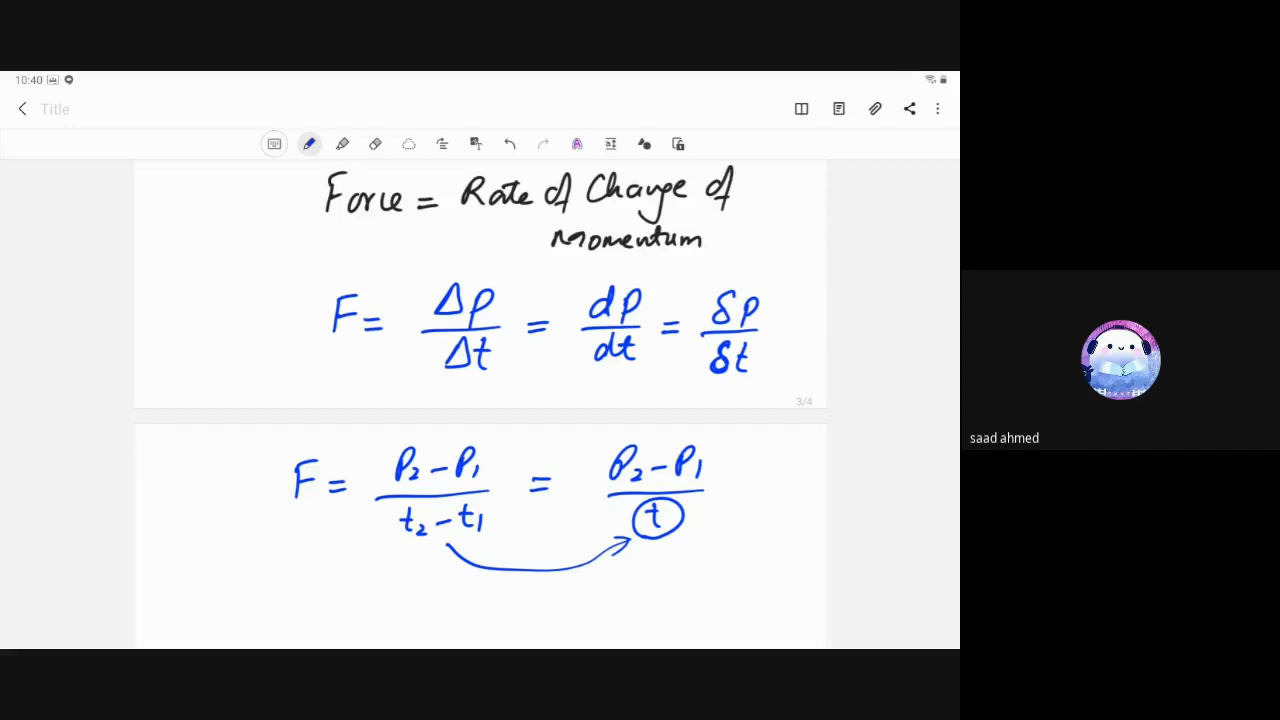 10:40
Title
Force = Rate of Change of
momentum
F = Δp/Δt = dp/dt = δp/δt
3/4
F = P₂ - P₁ / t₂ - t₁ = P₂ - P₁ / t
saad ahmed